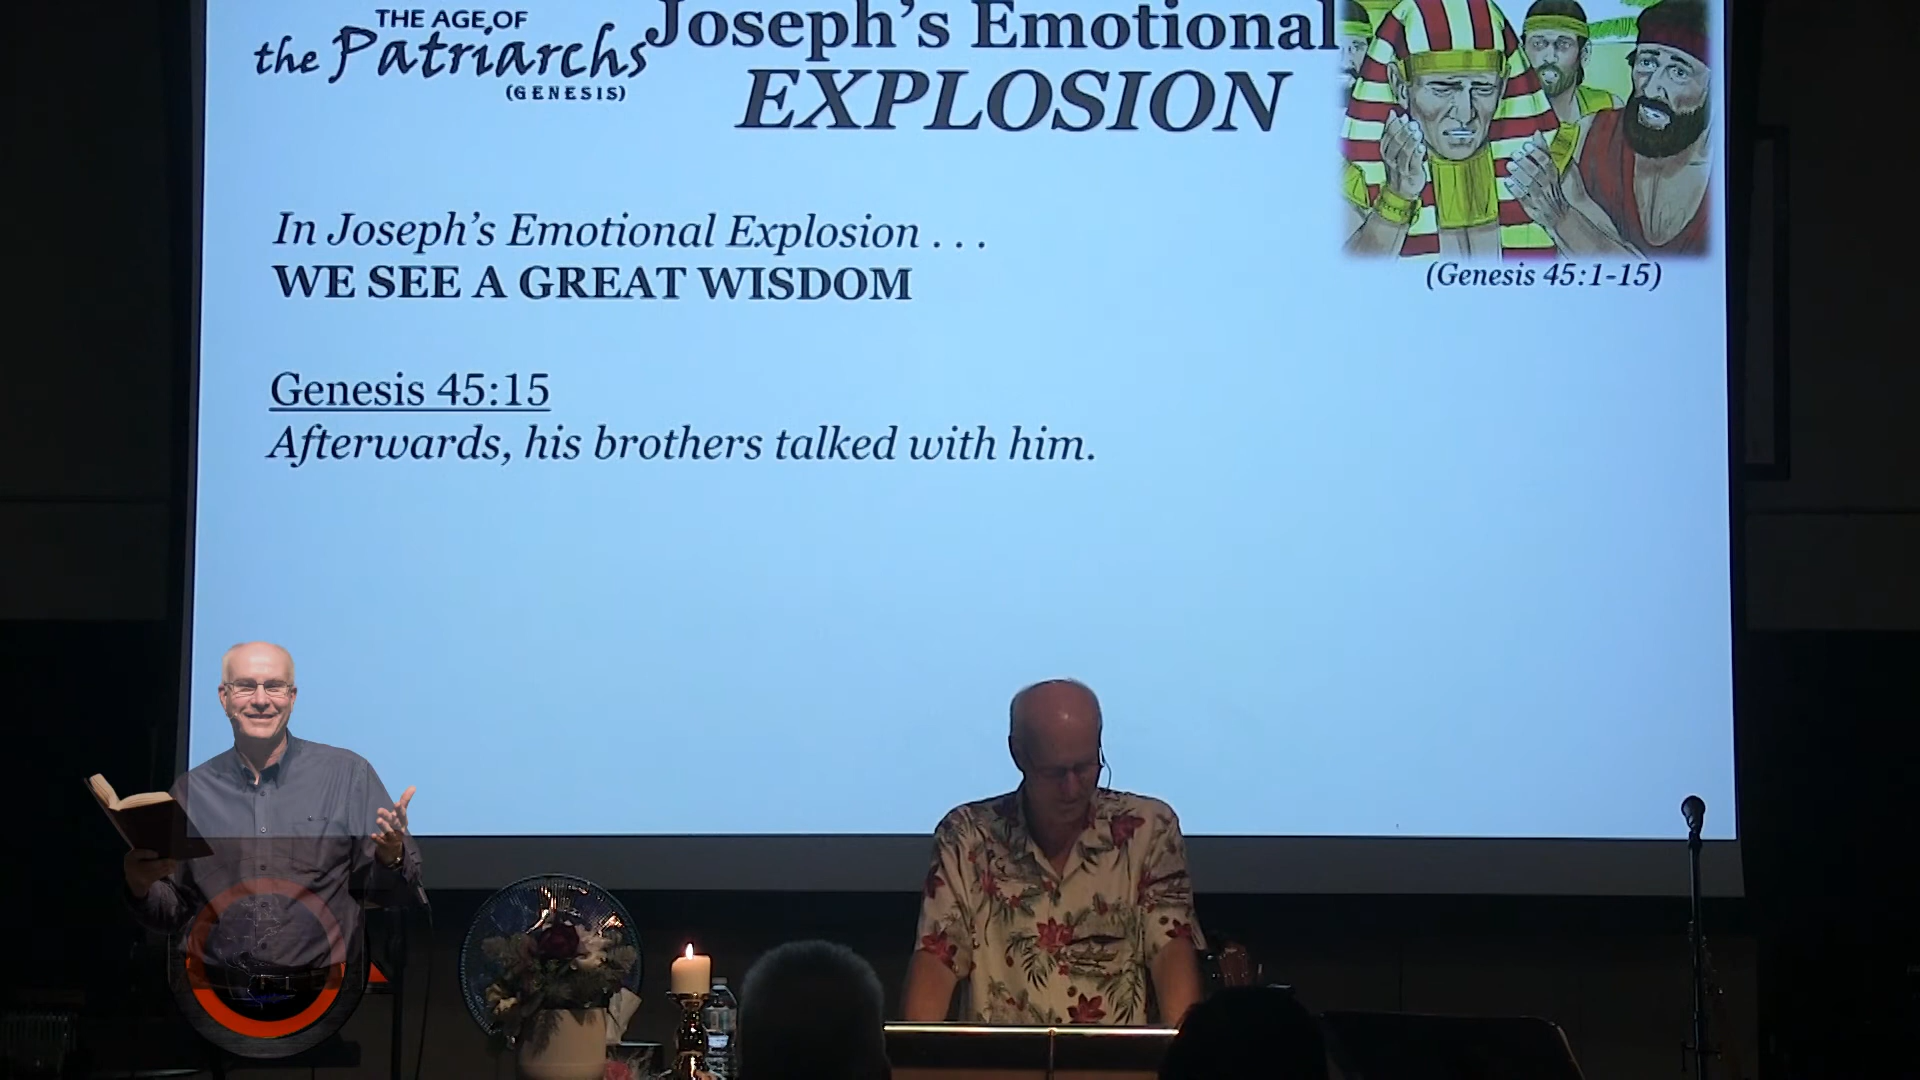 THE AGE OF
the Patriarchs
(GENESIS)
Joseph’s Emotional
EXPLOSION
(Genesis 45:1-15)
In Joseph’s Emotional Explosion . . .
WE SEE A GREAT WISDOM
Genesis 45:15
Afterwards, his brothers talked with him.